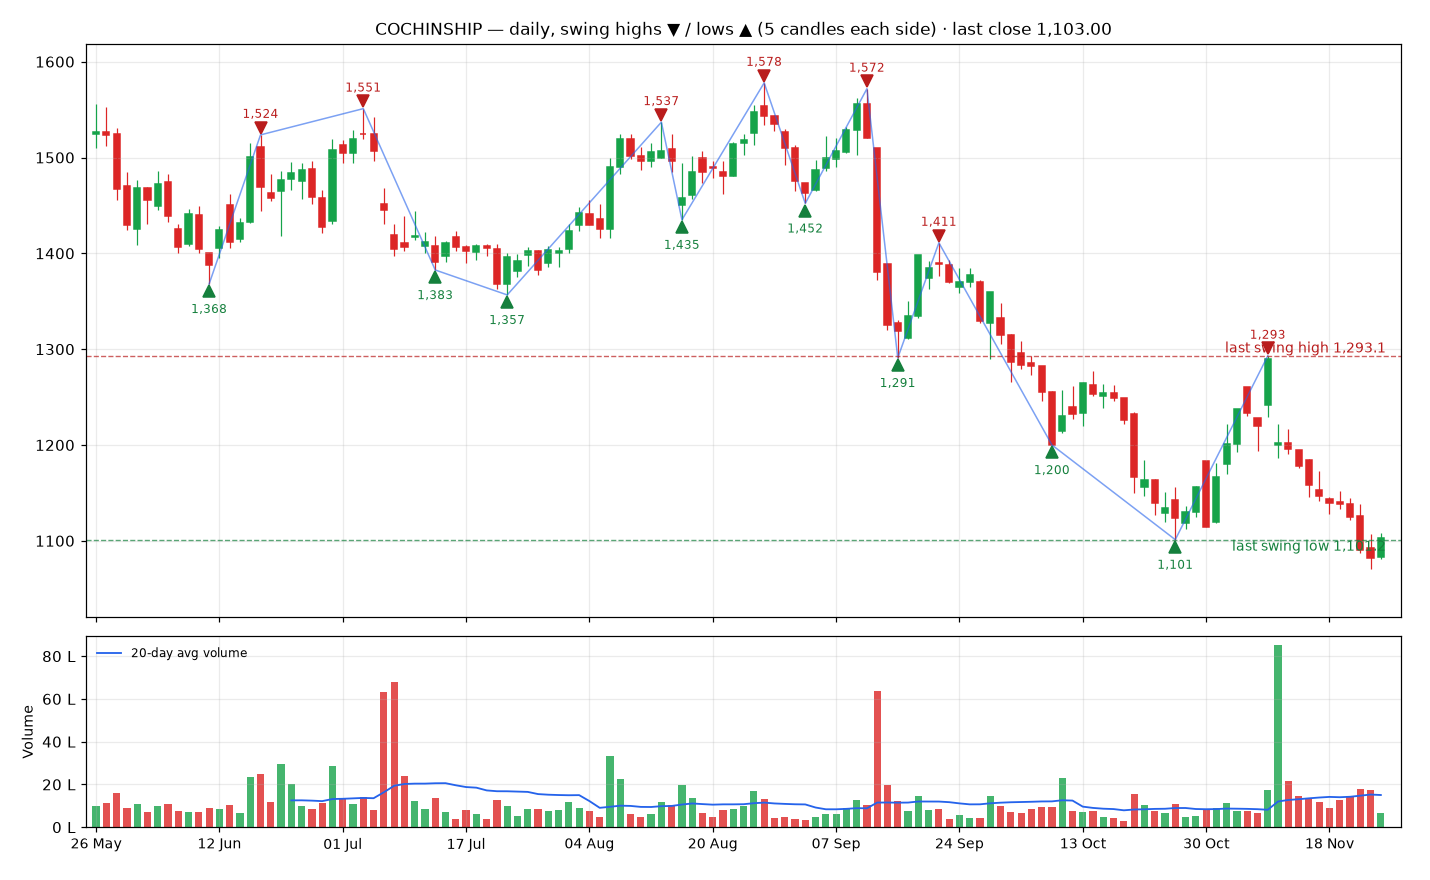 COCHINSHIP — daily, swing highs ▼ / lows ▲ (5 candles each side) · last close 1,103.00
1600
1500
1400
1300
1200
1100
1,524
1,551
1,537
1,578
1,572
1,411
1,293
last swing high 1,293.1
1,368
1,383
1,357
1,435
1,452
1,291
1,200
1,101
last swing low
20-day avg volume
Volume
80 L
60 L
40 L
20 L
0 L
26 May
12 Jun
01 Jul
17 Jul
04 Aug
20 Aug
07 Sep
24 Sep
13 Oct
30 Oct
18 Nov